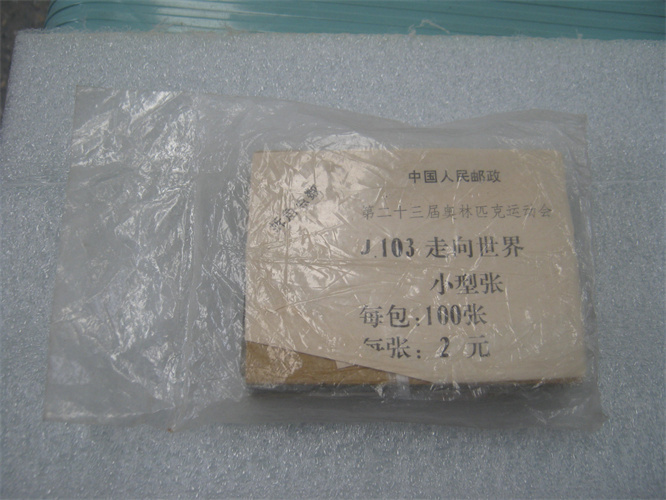 中国人民邮政
第二十三届奥林匹克运动会
J.103 走向世界
小型张
每包:100张
每张: 2 元